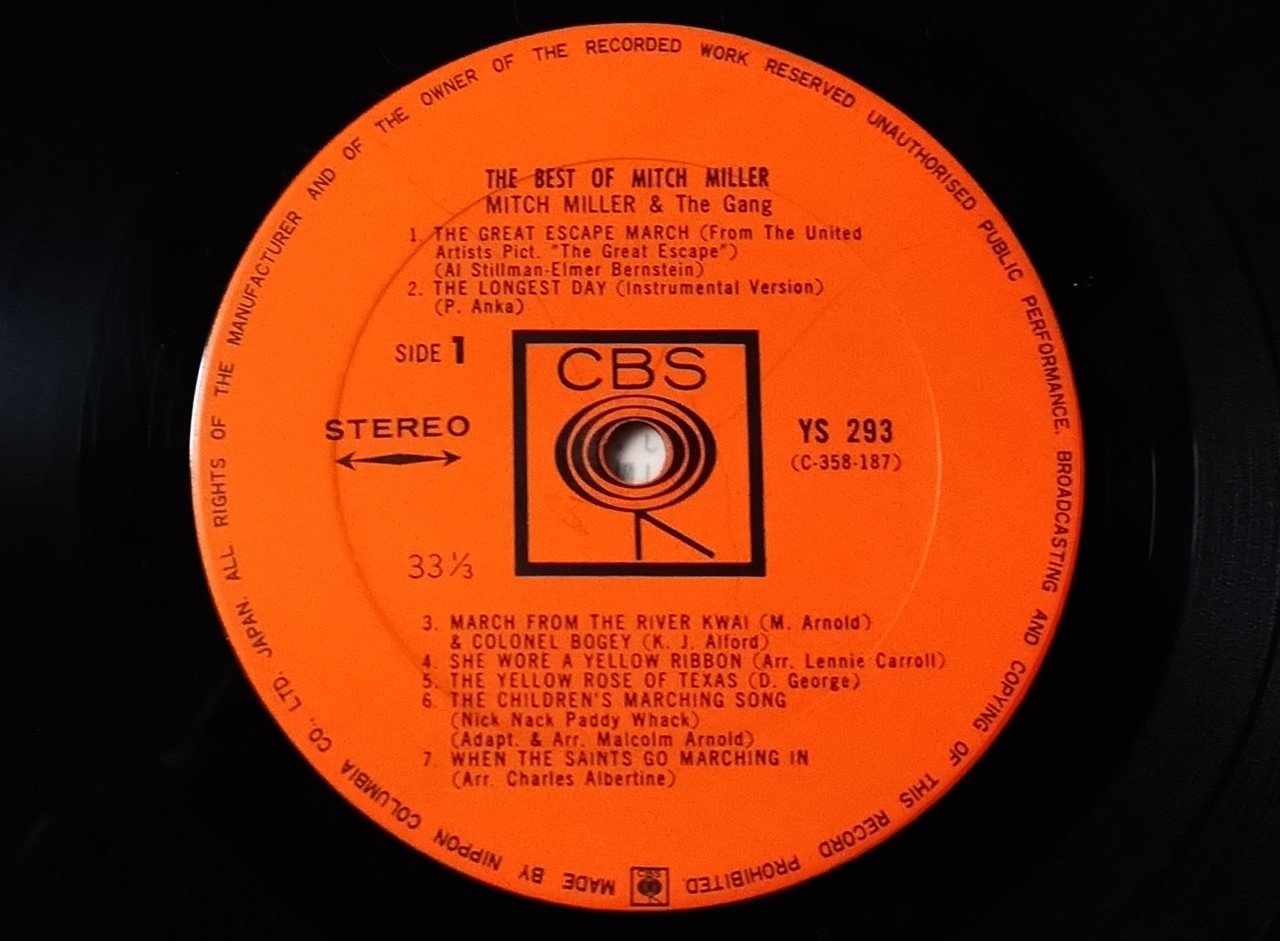 THE BEST OF MITCH MILLER
MITCH MILLER & The Gang
1. THE GREAT ESCAPE MARCH (From The United
Artists Pict. "The Great Escape")
(Al Stillman-Elmer Bernstein)
2. THE LONGEST DAY (Instrumental Version)
(P. Anka)
SIDE 1
CBS
STEREO
YS 293
(C-358-187)
33⅓
3. MARCH FROM THE RIVER KWAI (M. Arnold)
& COLONEL BOGEY (K. J. Alford)
4. SHE WORE A YELLOW RIBBON (Arr. Lennie Carroll)
5. THE YELLOW ROSE OF TEXAS (D. George)
6. THE CHILDREN'S MARCHING SONG
(Nick Nack Paddy Whack)
(Adapt. & Arr. Malcolm Arnold)
7. WHEN THE SAINTS GO MARCHING IN
(Arr. Charles Albertine)
MADE BY NIPPON COLUMBIA CO., LTD. JAPAN. ALL RIGHTS OF THE MANUFACTURER AND OF THE OWNER OF THE RECORDED WORK RESERVED UNAUTHORISED PUBLIC PERFORMANCE. BROADCASTING AND COPYING OF THIS RECORD PROHIBITED.
CBS